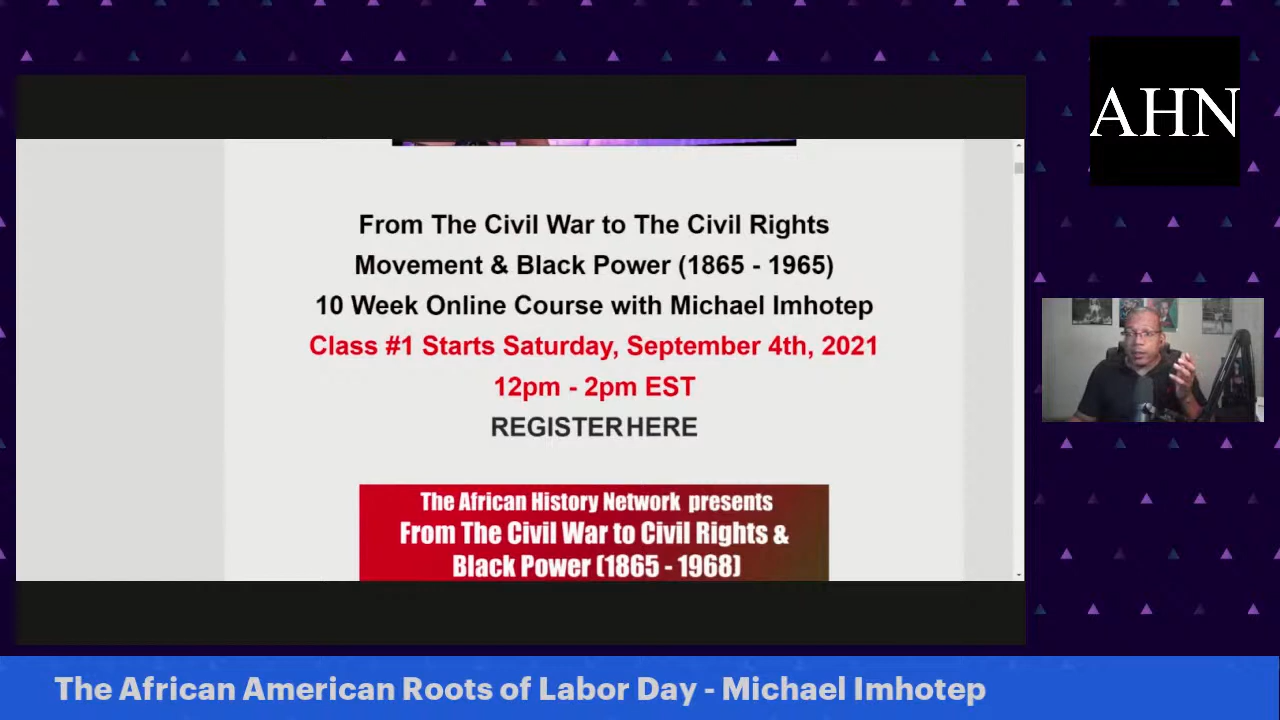 AHN
From The Civil War to The Civil Rights
Movement & Black Power (1865 - 1965)
10 Week Online Course with Michael Imhotep
Class #1 Starts Saturday, September 4th, 2021
12pm - 2pm EST
REGISTER HERE
The African History Network presents
From The Civil War to Civil Rights &
Black Power (1865 - 1968)
The African American Roots of Labor Day - Michael Imhotep